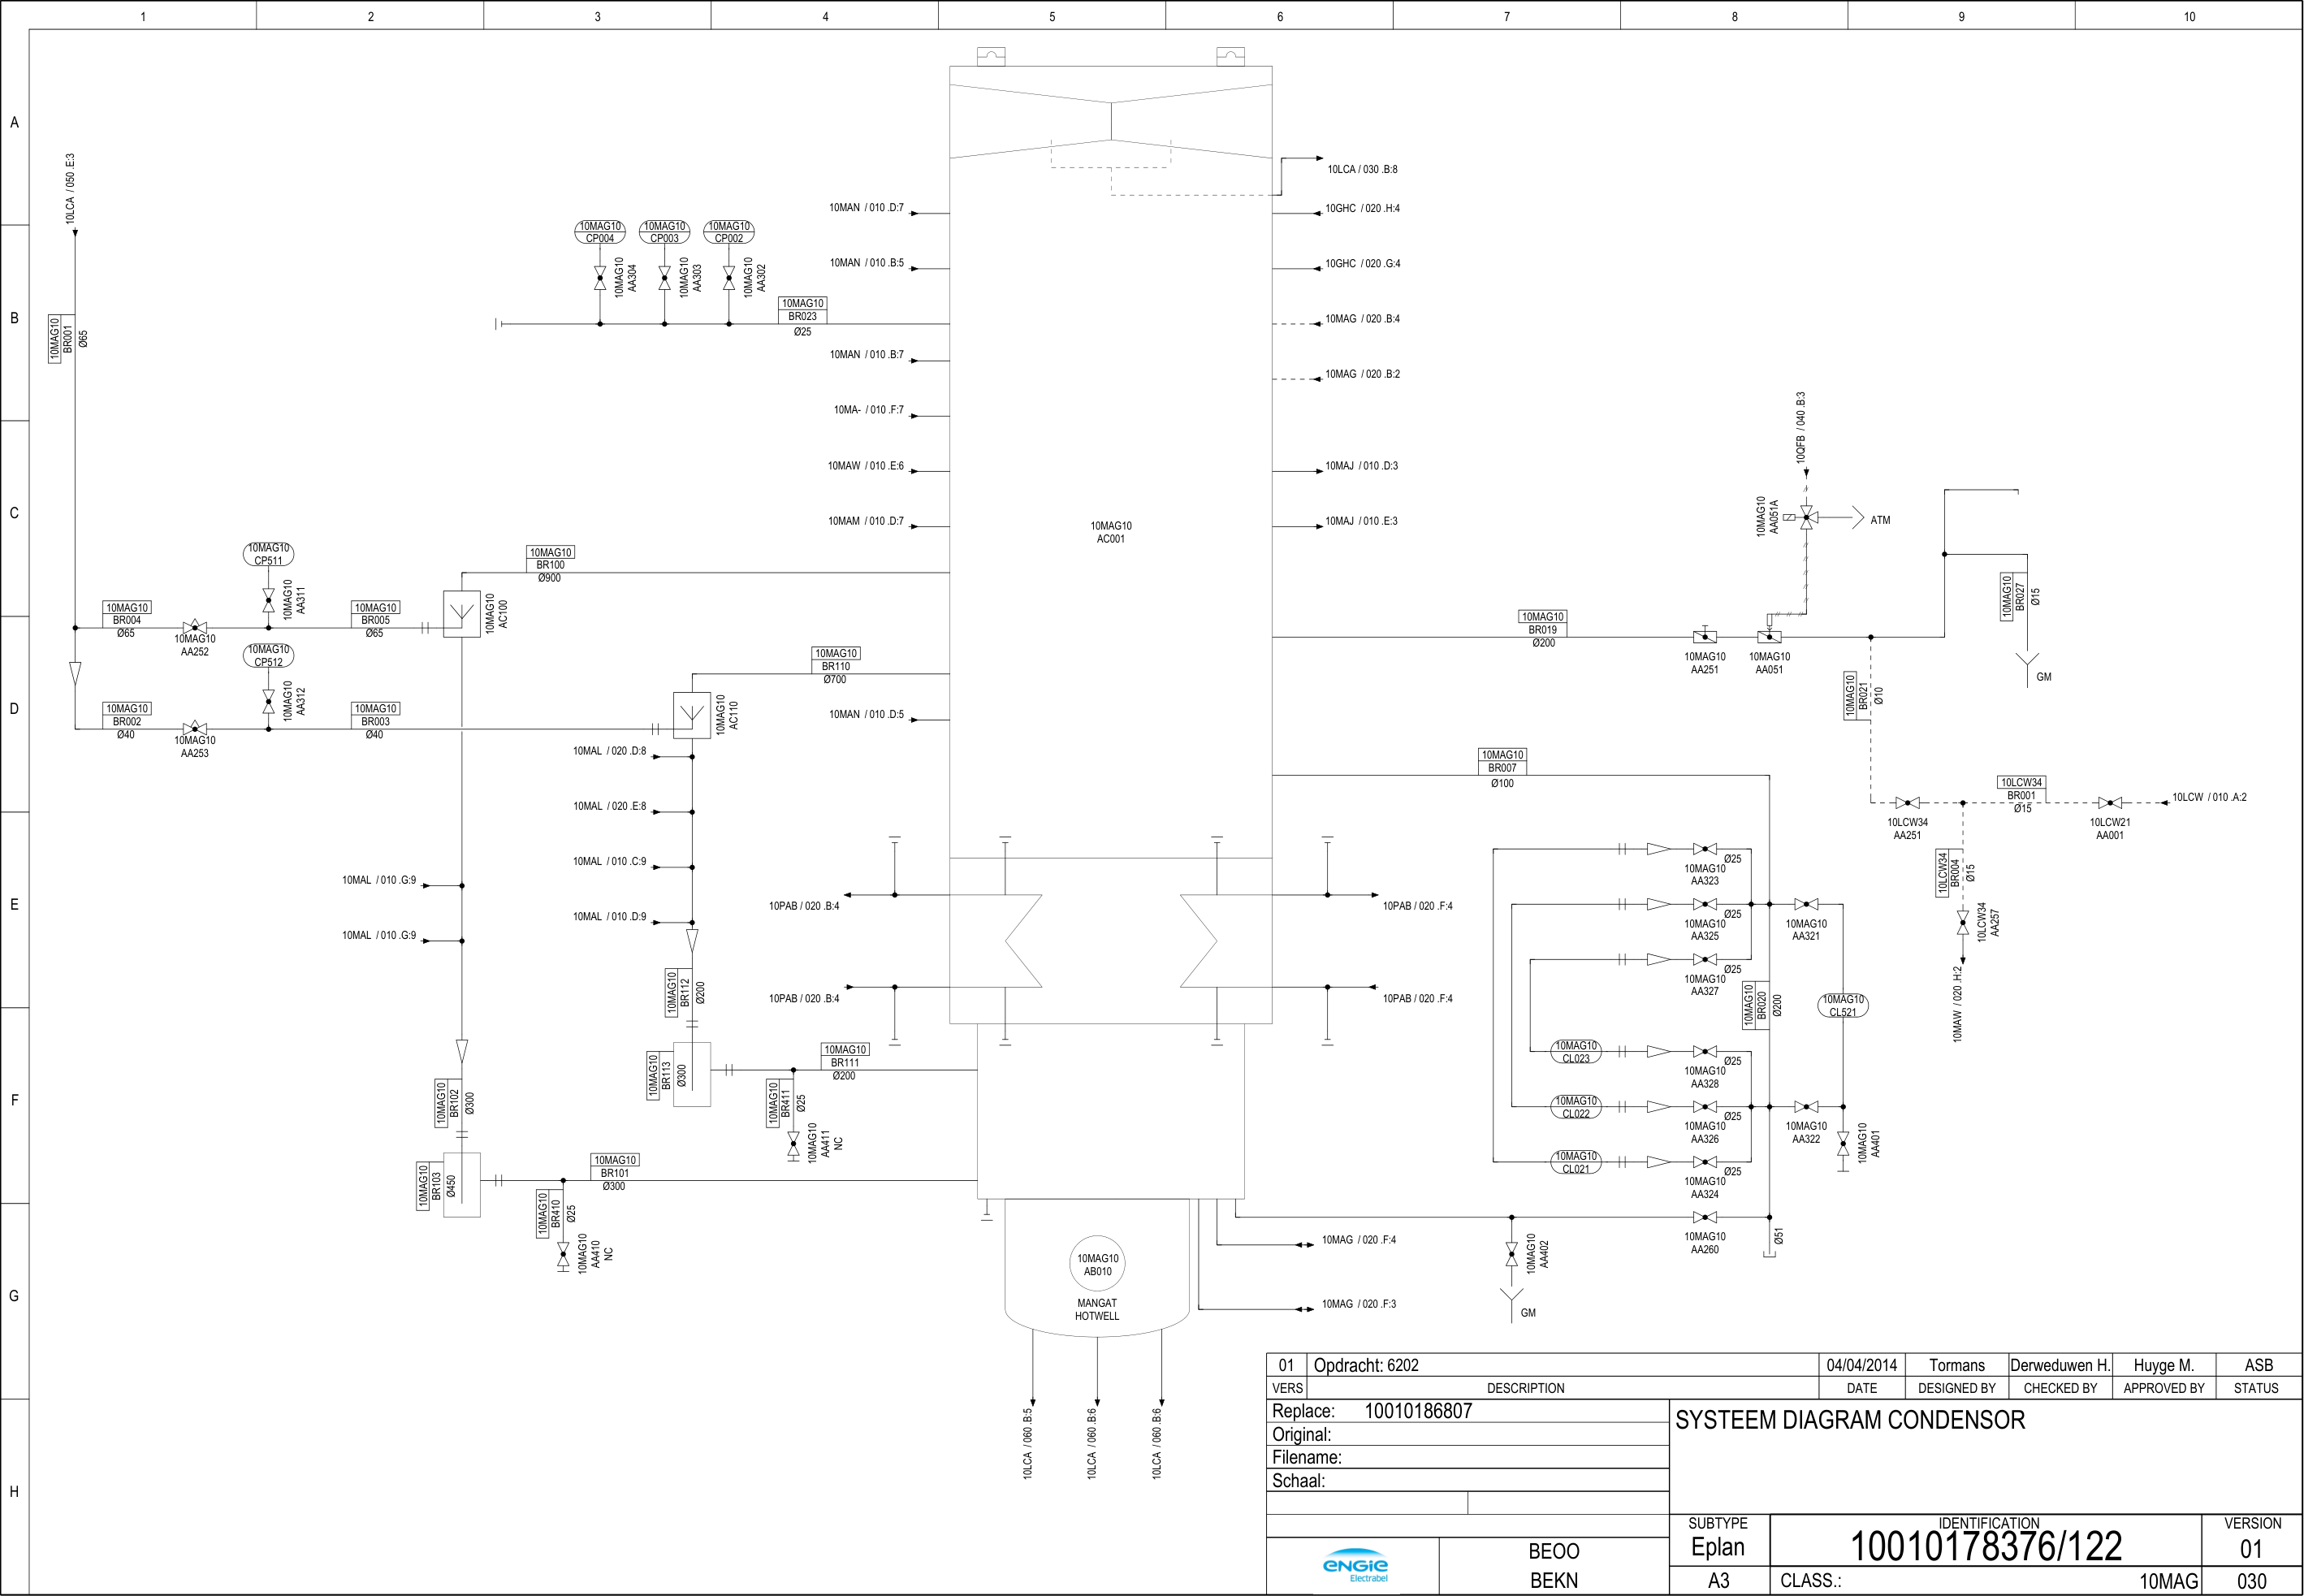 1 2 3 4 5 6 7 8 9 10
A
B
C
D
E
F
G
H
10LCA / 050 .E:3
10MAG10
BR001
Ø65
10MAG10
CP004
10MAG10
CP003
10MAG10
CP002
10MAG10
AA304
10MAG10
AA303
10MAG10
AA302
10MAG10
BR023
Ø25
10MAN / 010 .D:7
10MAN / 010 .B:5
10MAN / 010 .B:7
10MA- / 010 .F:7
10MAW / 010 .E:6
10MAM / 010 .D:7
10MAN / 010 .D:5
10LCA / 030 .B:8
10GHC / 020 .H:4
10GHC / 020 .G:4
10MAG / 020 .B:4
10MAG / 020 .B:2
10MAJ / 010 .D:3
10MAJ / 010 .E:3
10MAG10
AC001
10MAG10
CP511
10MAG10
AA311
10MAG10
BR004
Ø65
10MAG10
AA252
10MAG10
BR005
Ø65
10MAG10
AC100
10MAG10
BR100
Ø900
10MAG10
CP512
10MAG10
AA312
10MAG10
BR002
Ø40
10MAG10
AA253
10MAG10
BR003
Ø40
10MAG10
AC110
10MAG10
BR110
Ø700
10MAL / 020 .D:8
10MAL / 020 .E:8
10MAL / 010 .C:9
10MAL / 010 .D:9
10MAL / 010 .G:9
10MAL / 010 .G:9
10MAG10
BR112
Ø200
10MAG10
BR113
Ø300
10MAG10
BR111
Ø200
10MAG10
BR411
Ø25
10MAG10
AA411
NC
10MAG10
BR102
Ø300
10MAG10
BR103
Ø450
10MAG10
BR101
Ø300
10MAG10
BR410
Ø25
10MAG10
AA410
NC
10PAB / 020 .B:4
10PAB / 020 .B:4
10PAB / 020 .F:4
10PAB / 020 .F:4
10QFB / 040 .B:3
10MAG10
AA051A
ATM
10MAG10
BR019
Ø200
10MAG10
AA251
10MAG10
AA051
10MAG10
BR027
Ø15
GM
10MAG10
BR021
Ø10
10MAG10
BR007
Ø100
10LCW34
AA251
10LCW34
BR001
Ø15
10LCW21
AA001
10LCW / 010 .A:2
10LCW34
BR004
Ø15
10LCW34
AA257
10MAW / 020 .H:2
Ø25
10MAG10
AA323
Ø25
10MAG10
AA325
Ø25
10MAG10
AA327
10MAG10
AA321
10MAG10
BR020
Ø200
10MAG10
CL521
10MAG10
CL023
Ø25
10MAG10
AA328
10MAG10
CL022
Ø25
10MAG10
AA326
10MAG10
CL021
Ø25
10MAG10
AA324
10MAG10
AA322
10MAG10
AA401
10MAG10
AA260
Ø51
10MAG10
AA402
GM
10MAG / 020 .F:4
10MAG / 020 .F:3
10MAG10
AB010
MANGAT
HOTWELL
10LCA / 060 .B:5
10LCA / 060 .B:6
10LCA / 060 .B:6
01 Opdracht: 6202 04/04/2014 Tormans Derweduwen H. Huyge M. ASB
VERS DESCRIPTION DATE DESIGNED BY CHECKED BY APPROVED BY STATUS
Replace: 10010186807
Original:
Filename:
Schaal:
SYSTEEM DIAGRAM CONDENSOR
ENGIE
Electrabel
BEOO
BEKN
SUBTYPE
Eplan
A3
IDENTIFICATION
10010178376/122
CLASS.: 10MAG
VERSION
01
030